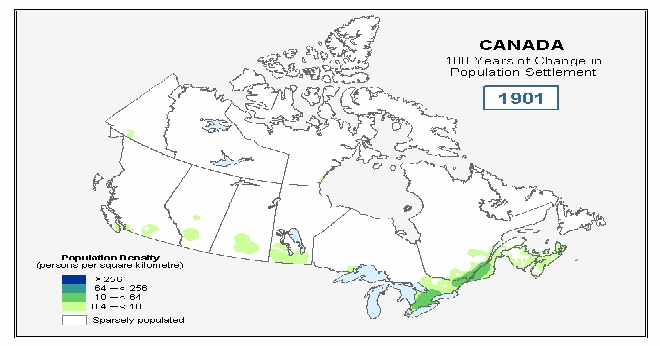 CANADA
100 Years of Change in
Population Settlement
1901
Population Density
(persons per square kilometre)
> 256
64 — < 256
10 — < 64
0.4 — < 10
Sparsely populated